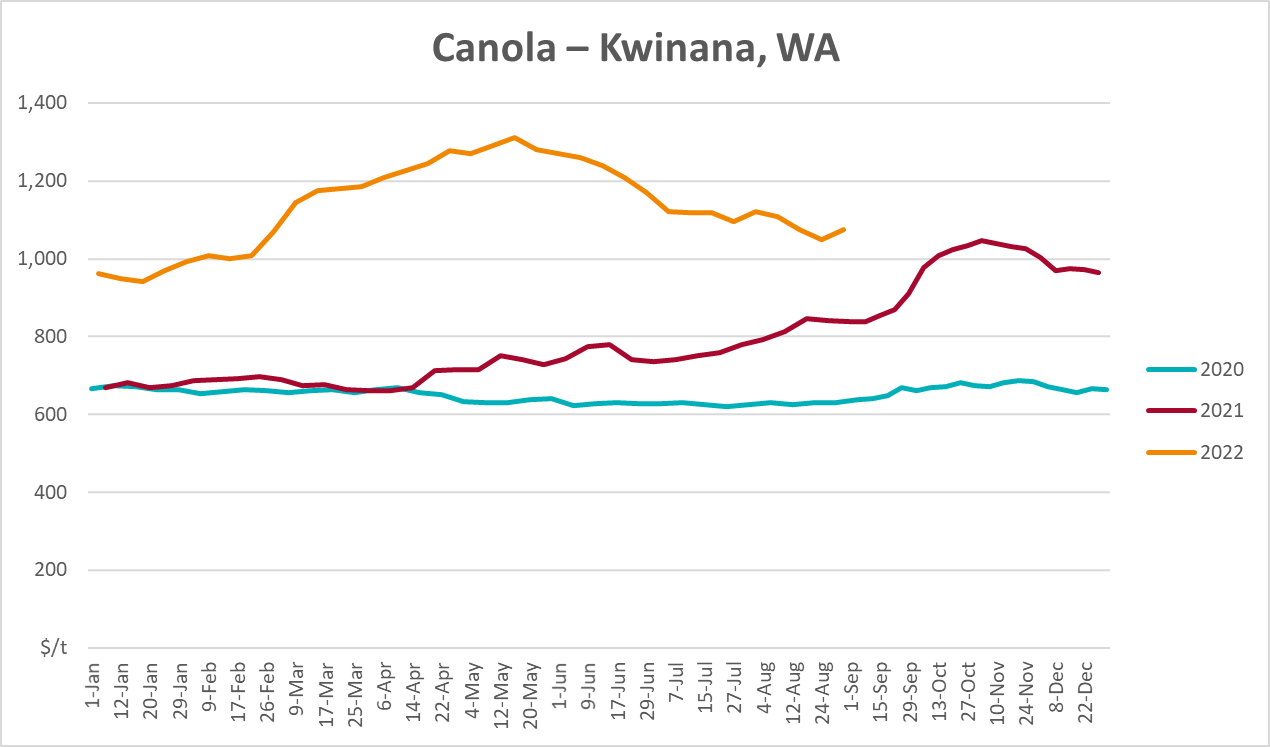 Canola – Kwinana, WA
1,400
1,200
1,000
800
600
400
200
$/t
1-Jan
12-Jan
20-Jan
29-Jan
9-Feb
17-Feb
26-Feb
9-Mar
17-Mar
25-Mar
6-Apr
14-Apr
22-Apr
4-May
12-May
20-May
1-Jun
9-Jun
17-Jun
29-Jun
7-Jul
15-Jul
27-Jul
4-Aug
12-Aug
24-Aug
1-Sep
15-Sep
29-Sep
13-Oct
27-Oct
10-Nov
24-Nov
8-Dec
22-Dec
2020
2021
2022